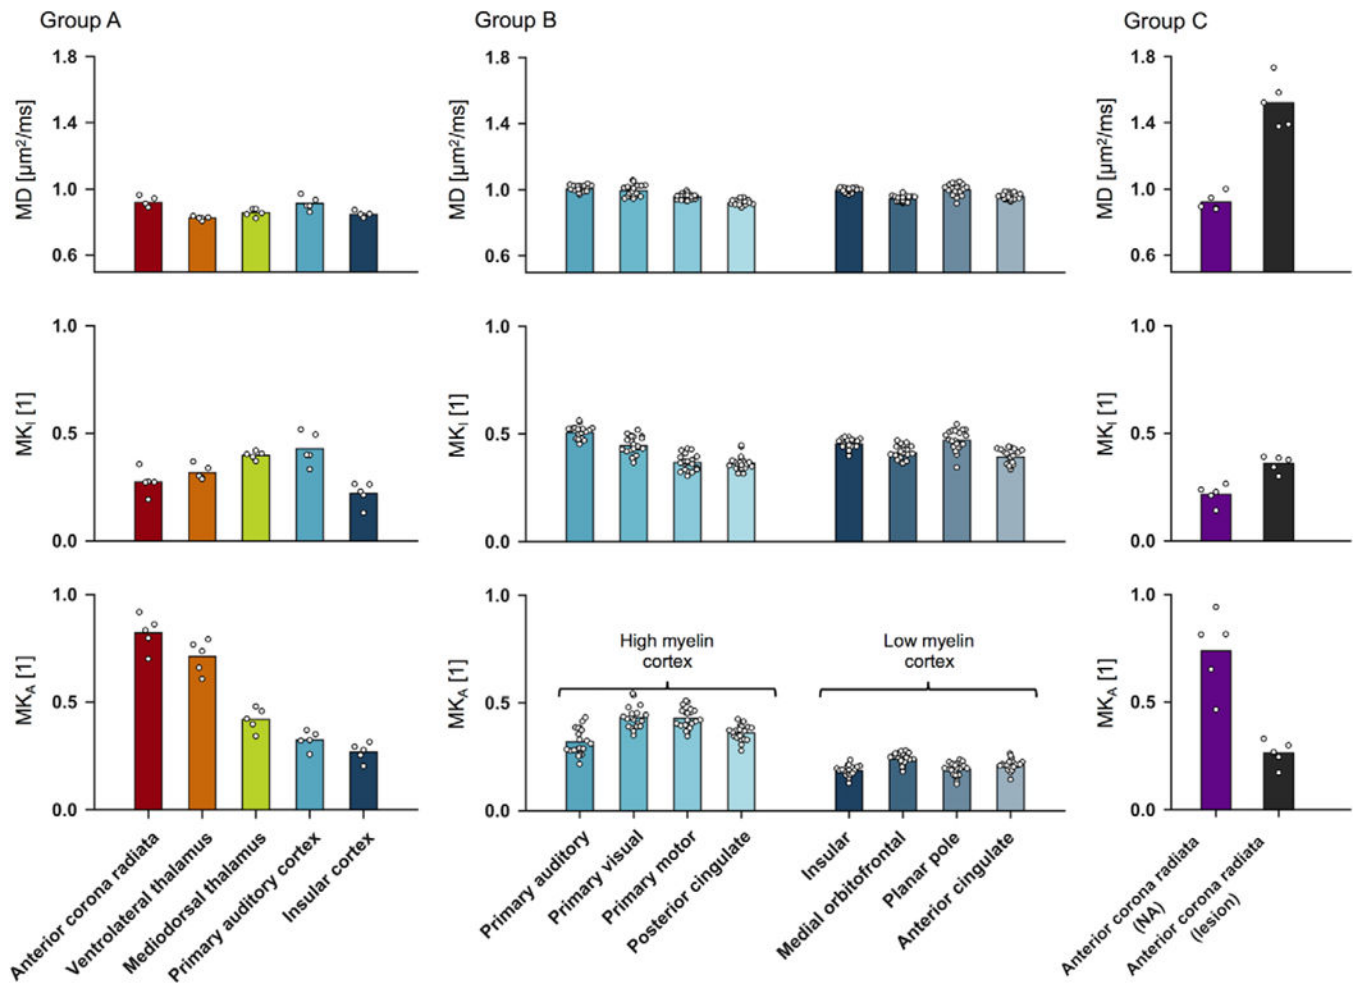 Group A
Group B
Group C
MD [µm²/ms]
1.8
1.4
1.0
0.6
MD [µm²/ms]
1.8
1.4
1.0
0.6
MD [µm²/ms]
1.8
1.4
1.0
0.6
MKI [1]
1.0
0.5
0.0
MKI [1]
1.0
0.5
0.0
MKI [1]
1.0
0.5
0.0
MKA [1]
1.0
0.5
0.0
MKA [1]
1.0
0.5
0.0
High myelin
cortex
Low myelin
cortex
MKA [1]
1.0
0.5
0.0
Anterior corona radiata
Ventrolateral thalamus
Mediodorsal thalamus
Primary auditory cortex
Insular cortex
Primary auditory
Primary visual
Primary motor
Posterior cingulate
Insular
Medial orbitofrontal
Planar pole
Anterior cingulate
Anterior corona radiata
(NA)
Anterior corona radiata
(lesion)